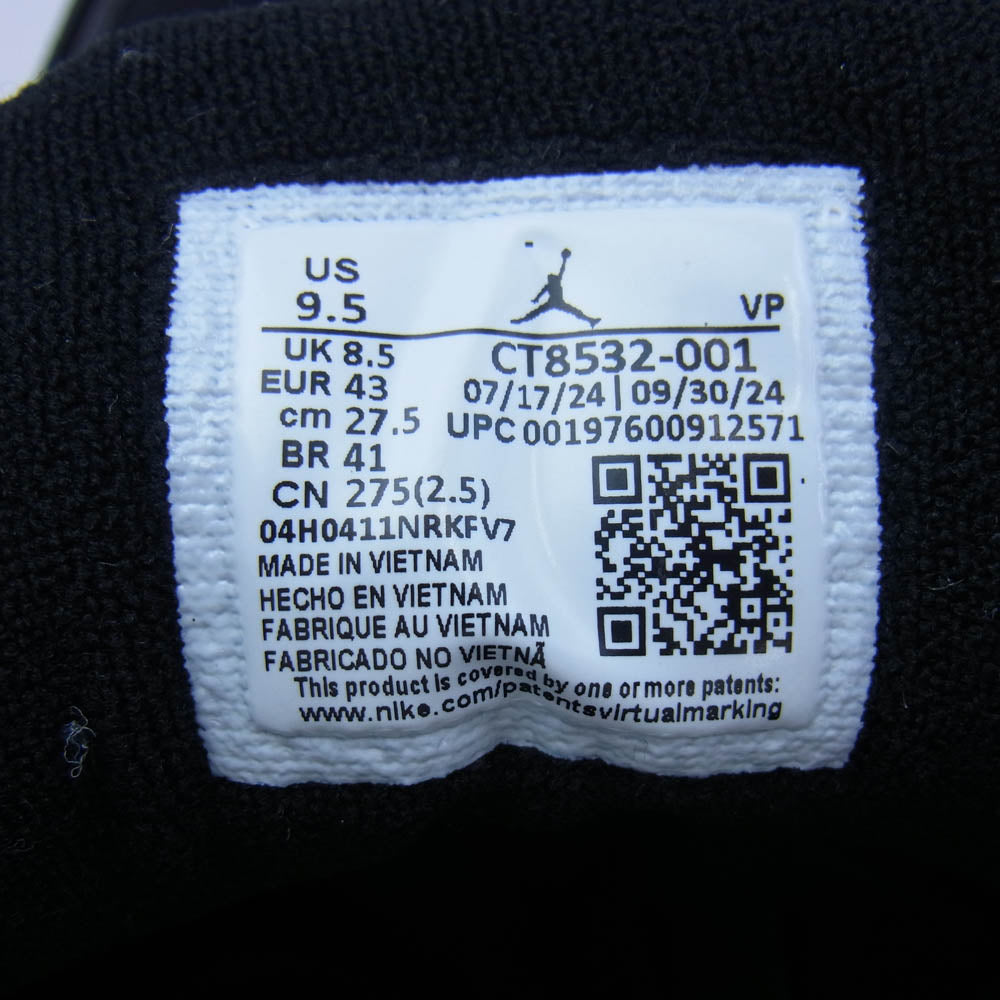 US
9.5
VP
UK 8.5
EUR 43
cm 27.5
BR 41
CN 275(2.5)
CT8532-001
07/17/24 | 09/30/24
UPC 00197600912571
04H0411NRKFV7
MADE IN VIETNAM
HECHO EN VIETNAM
FABRIQUE AU VIETNAM
FABRICADO NO VIETNÃ
This product is covered by one or more patents:
www.nike.com/patentsvirtualmarking